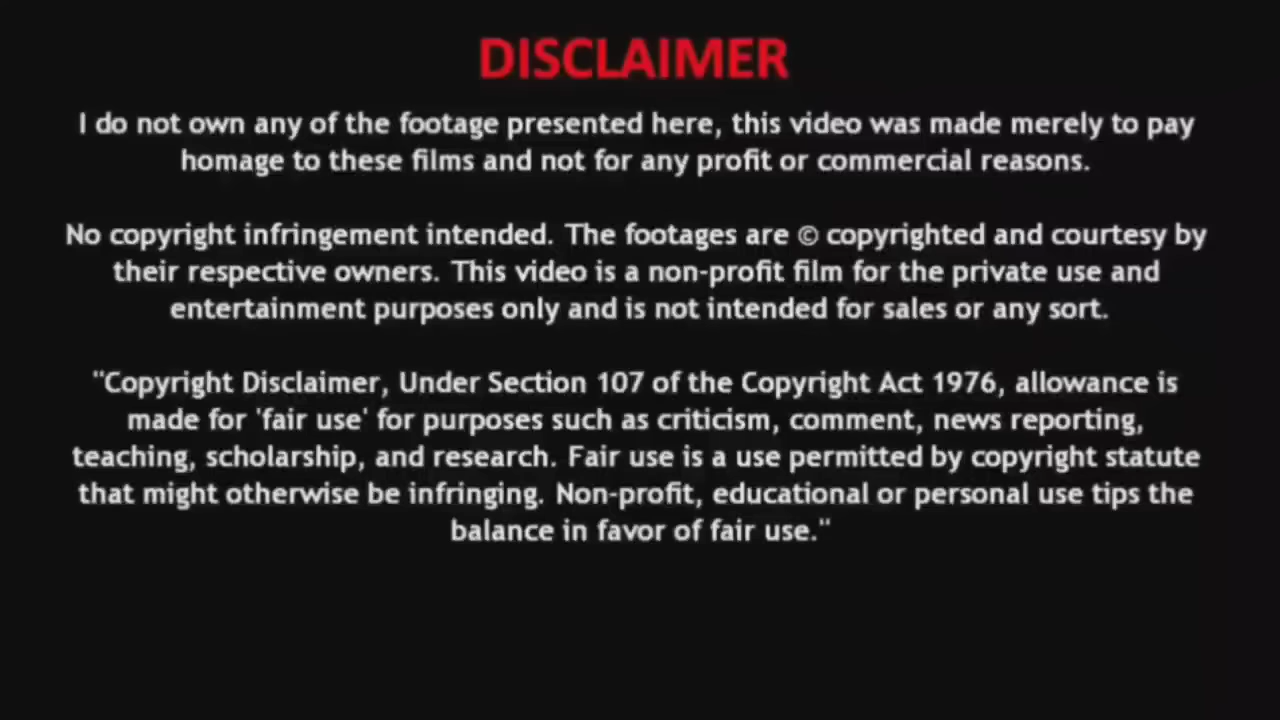 DISCLAIMER
I do not own any of the footage presented here, this video was made merely to pay
homage to these films and not for any profit or commercial reasons.
No copyright infringement intended. The footages are © copyrighted and courtesy by
their respective owners. This video is a non-profit film for the private use and
entertainment purposes only and is not intended for sales or any sort.
"Copyright Disclaimer, Under Section 107 of the Copyright Act 1976, allowance is
made for 'fair use' for purposes such as criticism, comment, news reporting,
teaching, scholarship, and research. Fair use is a use permitted by copyright statute
that might otherwise be infringing. Non-profit, educational or personal use tips the
balance in favor of fair use."